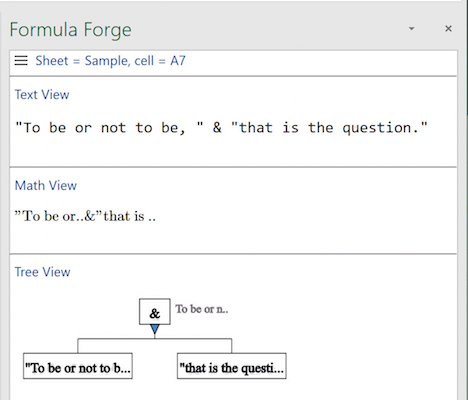 Formula Forge
Sheet = Sample, cell = A7
Text View
"To be or not to be, " & "that is the question."
Math View
"To be or..&"that is ..
Tree View
& To be or n..
"To be or not to b... "that is the questi...